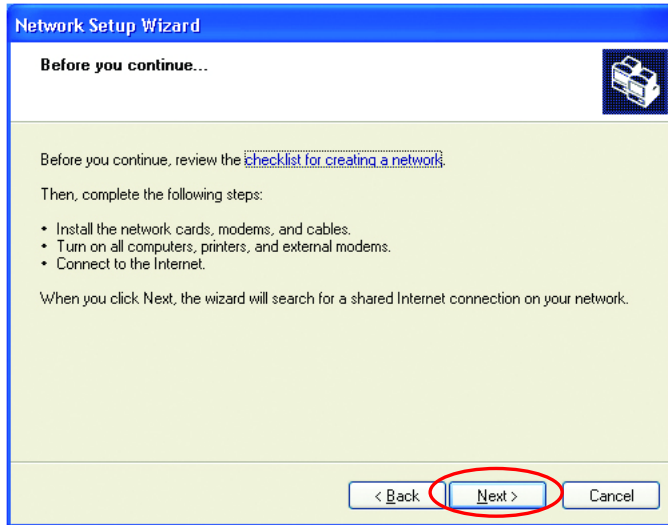 Network Setup Wizard
Before you continue...
Before you continue, review the checklist for creating a network.
Then, complete the following steps:
• Install the network cards, modems, and cables.
• Turn on all computers, printers, and external modems.
• Connect to the Internet.
When you click Next, the wizard will search for a shared Internet connection on your network.
< Back
Next >
Cancel